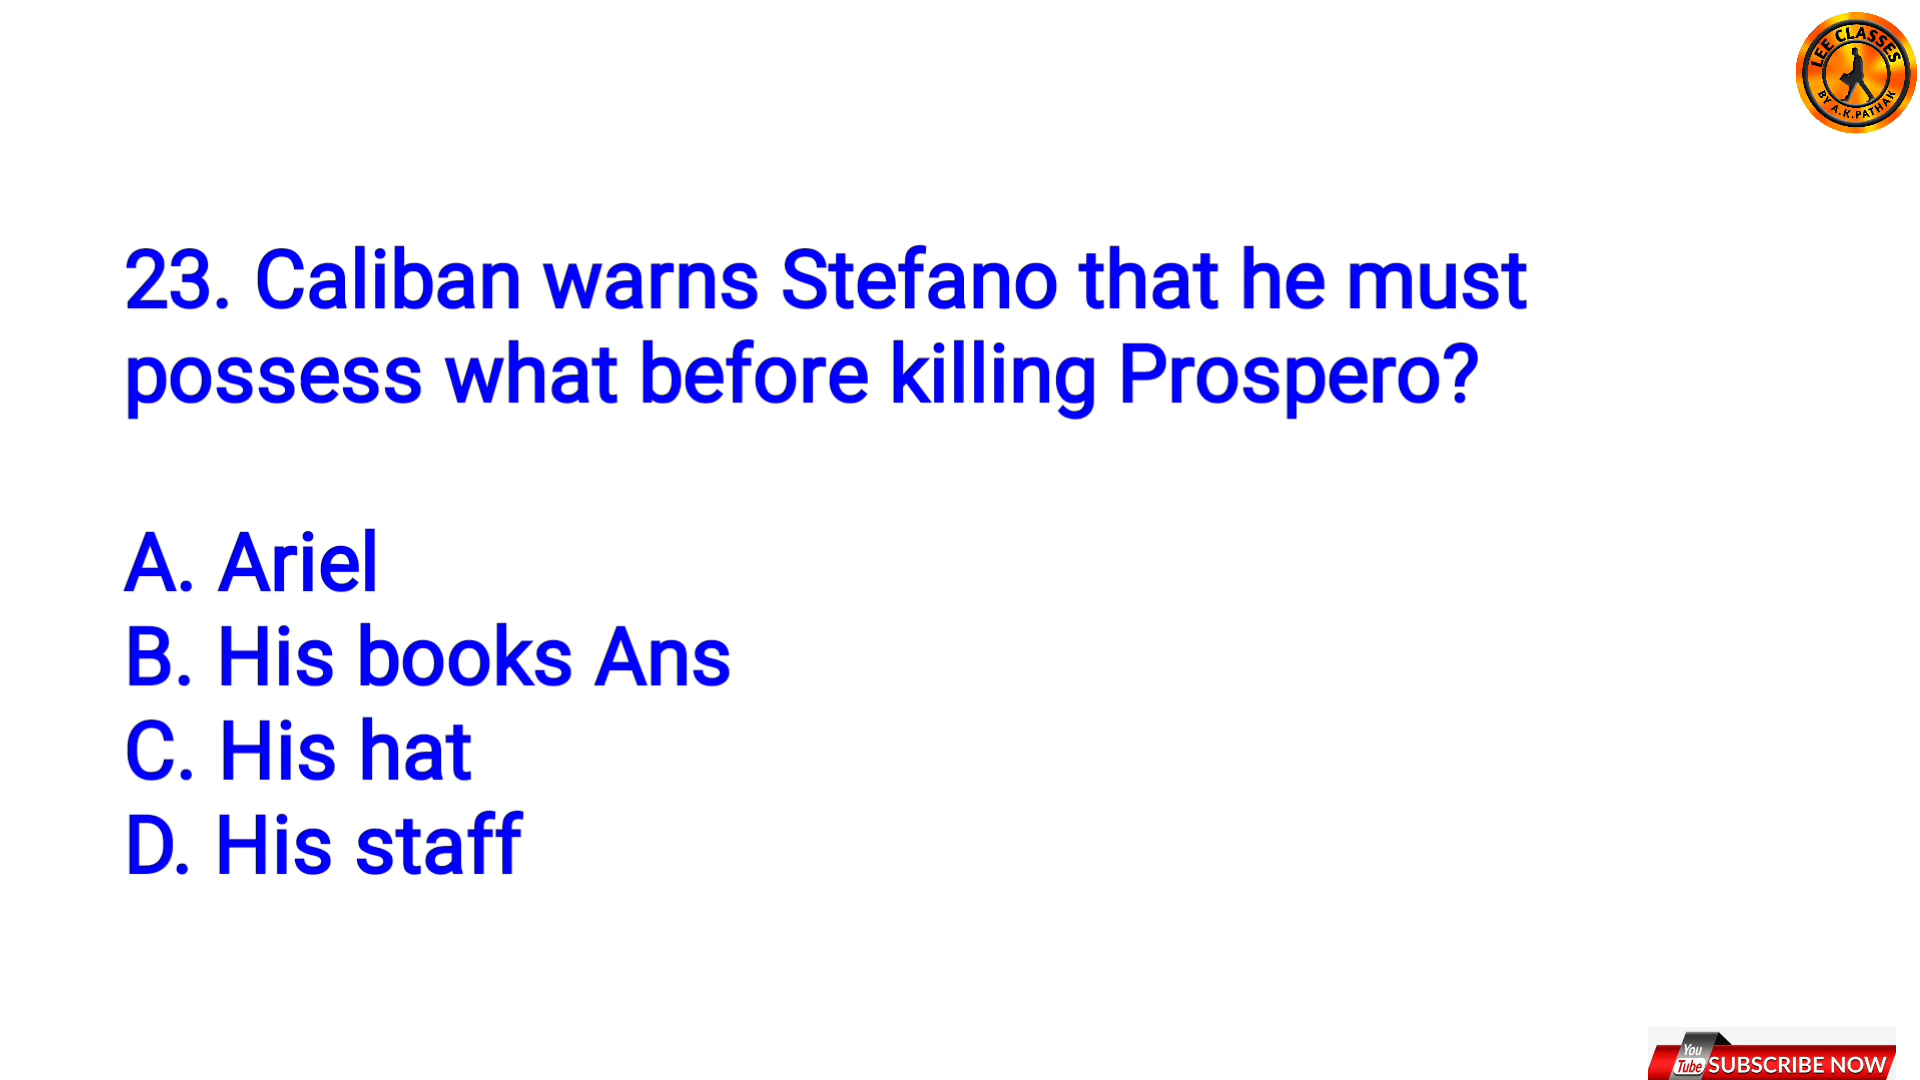 LEE CLASSES
BY A.K.PATHAK
23. Caliban warns Stefano that he must
possess what before killing Prospero?
A. Ariel
B. His books Ans
C. His hat
D. His staff
You
Tube SUBSCRIBE NOW